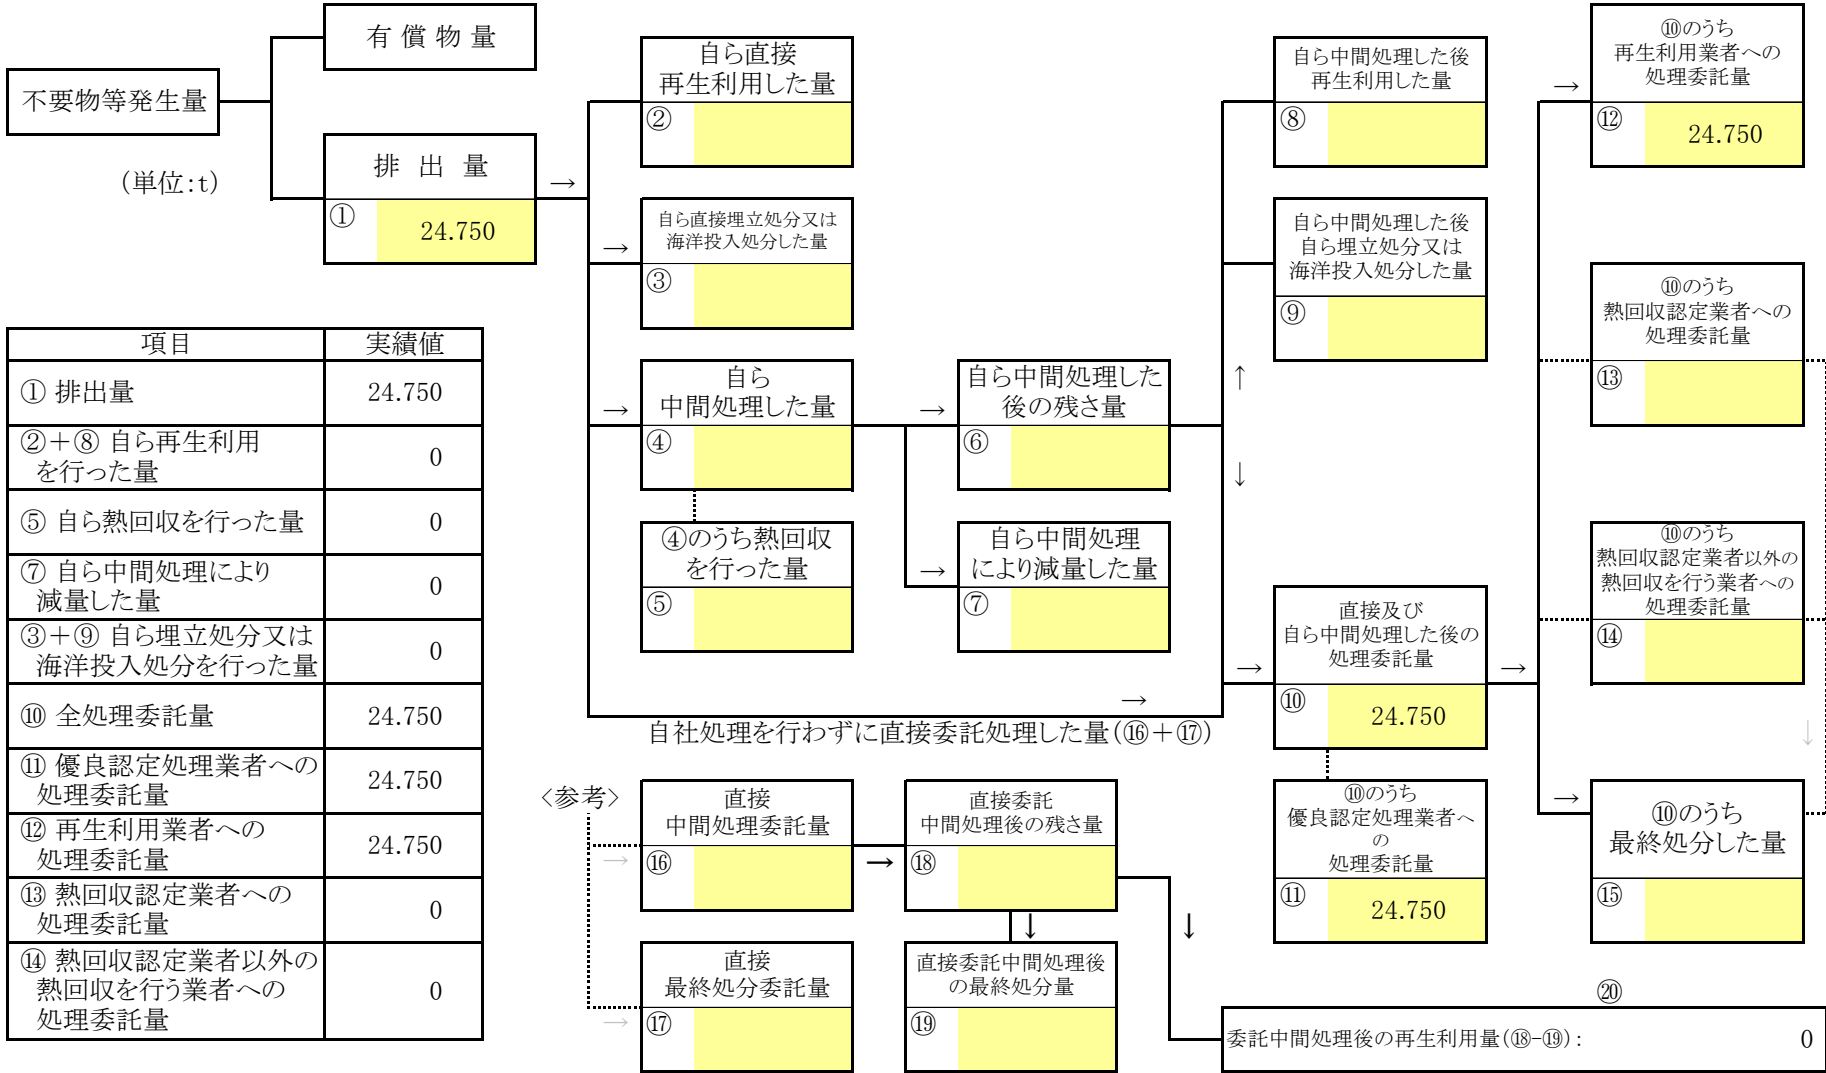 有 償 物 量
不要物等発生量
(単位:t)
排 出 量
→
①
24.750
自ら直接
再生利用した量
②
→
自ら直接埋立処分又は
海洋投入処分した量
③
→
自ら
中間処理した量
④
④のうち熱回収
を行った量
⑤
→
自ら中間処理した
後の残さ量
⑥
→
自ら中間処理
により減量した量
⑦
自ら中間処理した後
再生利用した量
⑧
自ら中間処理した後
自ら埋立処分又は
海洋投入処分した量
⑨
↑
↓
→
自社処理を行わずに直接委託処理した量(⑯+⑰)
→
直接及び
自ら中間処理した後の
処理委託量
⑩
24.750
⑩のうち
優良認定処理業者へ
の
処理委託量
⑪
24.750
→
→
⑩のうち
再生利用業者への
処理委託量
⑫
24.750
⑩のうち
熱回収認定業者への
処理委託量
⑬
⑩のうち
熱回収認定業者以外の
熱回収を行う業者への
処理委託量
⑭
↓
→
⑩のうち
最終処分した量
⑮
項目 実績値
① 排出量 24.750
②+⑧ 自ら再生利用
を行った量 0
⑤ 自ら熱回収を行った量 0
⑦ 自ら中間処理により
減量した量 0
③+⑨ 自ら埋立処分又は
海洋投入処分を行った量 0
⑩ 全処理委託量 24.750
⑪ 優良認定処理業者への
処理委託量 24.750
⑫ 再生利用業者への
処理委託量 24.750
⑬ 熱回収認定業者への
処理委託量 0
⑭ 熱回収認定業者以外の
熱回収を行う業者への
処理委託量 0
〈参考〉
→
直接
中間処理委託量
⑯
→
直接委託
中間処理後の残さ量
⑱
↓
↓
→
直接
最終処分委託量
⑰
直接委託中間処理後
の最終処分量
⑲
⑳
委託中間処理後の再生利用量(⑱-⑲): 0